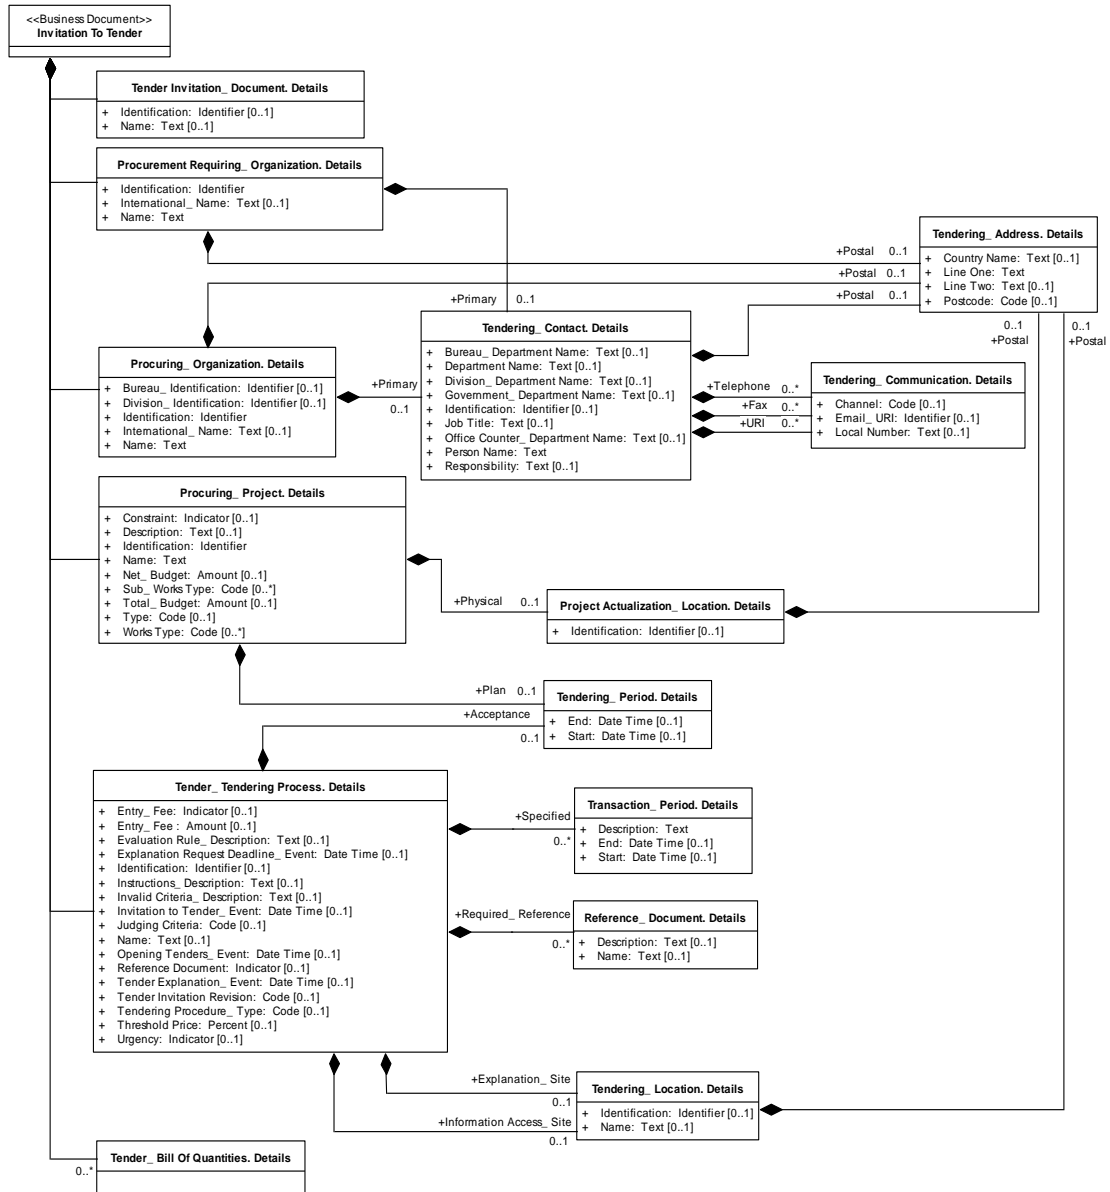 <<Business Document>>
Invitation To Tender
Tender Invitation_ Document. Details
+ Identification: Identifier [0..1]
+ Name: Text [0..1]
Procurement Requiring_ Organization. Details
+ Identification: Identifier
+ International_ Name: Text [0..1]
+ Name: Text
Tendering_ Address. Details
+ Country Name: Text [0..1]
+ Line One: Text
+ Line Two: Text [0..1]
+ Postcode: Code [0..1]
+Postal 0..1
+Postal 0..1
+Postal 0..1
0..1
+Postal
0..1
+Postal
+Primary 0..1
Tendering_ Contact. Details
+ Bureau_ Department Name: Text [0..1]
+ Department Name: Text [0..1]
+ Division_ Department Name: Text [0..1]
+ Government_ Department Name: Text [0..1]
+ Identification: Identifier [0..1]
+ Job Title: Text [0..1]
+ Office Counter_ Department Name: Text [0..1]
+ Person Name: Text
+ Responsibility: Text [0..1]
Procuring_ Organization. Details
+ Bureau_ Identification: Identifier [0..1]
+ Division_ Identification: Identifier [0..1]
+ Identification: Identifier
+ International_ Name: Text [0..1]
+ Name: Text
+Primary
0..1
+Telephone 0..*
+Fax 0..*
+URI 0..*
Tendering_ Communication. Details
+ Channel: Code [0..1]
+ Email_ URI: Identifier [0..1]
+ Local Number: Text [0..1]
Procuring_ Project. Details
+ Constraint: Indicator [0..1]
+ Description: Text [0..1]
+ Identification: Identifier
+ Name: Text
+ Net_ Budget: Amount [0..1]
+ Sub_ Works Type: Code [0..*]
+ Total_ Budget: Amount [0..1]
+ Type: Code [0..1]
+ Works Type: Code [0..*]
+Physical 0..1
Project Actualization_ Location. Details
+ Identification: Identifier [0..1]
+Plan 0..1
+Acceptance
0..1
Tendering_ Period. Details
+ End: Date Time [0..1]
+ Start: Date Time [0..1]
Tender_ Tendering Process. Details
+ Entry_ Fee: Indicator [0..1]
+ Entry_ Fee : Amount [0..1]
+ Evaluation Rule_ Description: Text [0..1]
+ Explanation Request Deadline_ Event: Date Time [0..1]
+ Identification: Identifier [0..1]
+ Instructions_ Description: Text [0..1]
+ Invalid Criteria_ Description: Text [0..1]
+ Invitation to Tender_ Event: Date Time [0..1]
+ Judging Criteria: Code [0..1]
+ Name: Text [0..1]
+ Opening Tenders_ Event: Date Time [0..1]
+ Reference Document: Indicator [0..1]
+ Tender Explanation_ Event: Date Time [0..1]
+ Tender Invitation Revision: Code [0..1]
+ Tendering Procedure_ Type: Code [0..1]
+ Threshold Price: Percent [0..1]
+ Urgency: Indicator [0..1]
+Specified
0..*
Transaction_ Period. Details
+ Description: Text
+ End: Date Time [0..1]
+ Start: Date Time [0..1]
+Required_ Reference
0..*
Reference_ Document. Details
+ Description: Text [0..1]
+ Name: Text [0..1]
+Explanation_ Site
0..1
+Information Access_ Site
0..1
Tendering_ Location. Details
+ Identification: Identifier [0..1]
+ Name: Text [0..1]
0..*
Tender_ Bill Of Quantities. Details